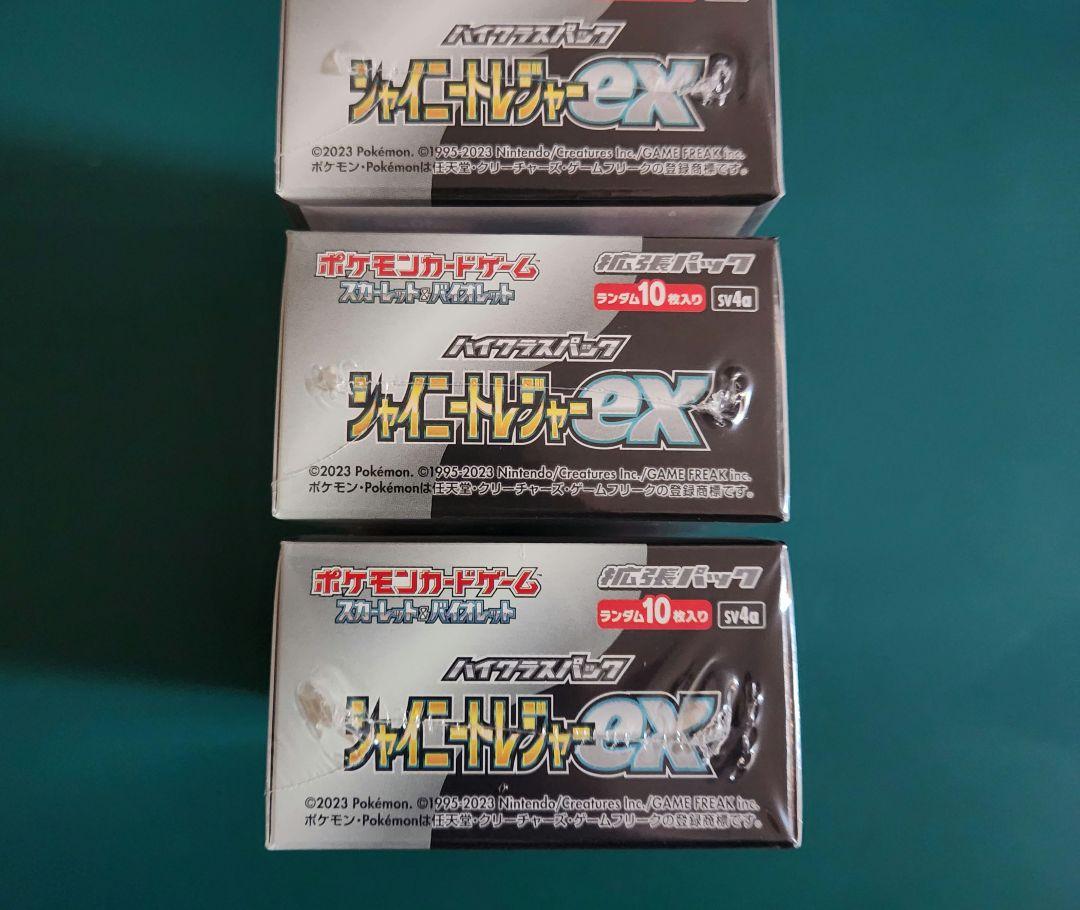 ハイクラスパック
シャイニートレジャーex
©2023 Pokémon. ©1995-2023 Nintendo/Creatures Inc./GAME FREAK inc.
ポケモン・Pokémonは任天堂・クリーチャーズ・ゲームフリークの登録商標です。
ポケモンカードゲーム
スカーレット&バイオレット
拡張パック
ランダム10枚入り sv4a
ハイクラスパック
シャイニートレジャーex
©2023 Pokémon. ©1995-2023 Nintendo/Creatures Inc./GAME FREAK inc.
ポケモン・Pokémonは任天堂・クリーチャーズ・ゲームフリークの登録商標です。
ポケモンカードゲーム
スカーレット&バイオレット
拡張パック
ランダム10枚入り sv4a
ハイクラスパック
シャイニートレジャーex
©2023 Pokémon. ©1995-2023 Nintendo/Creatures Inc./GAME FREAK inc.
ポケモン・Pokémonは任天堂・クリーチャーズ・ゲームフリークの登録商標です。